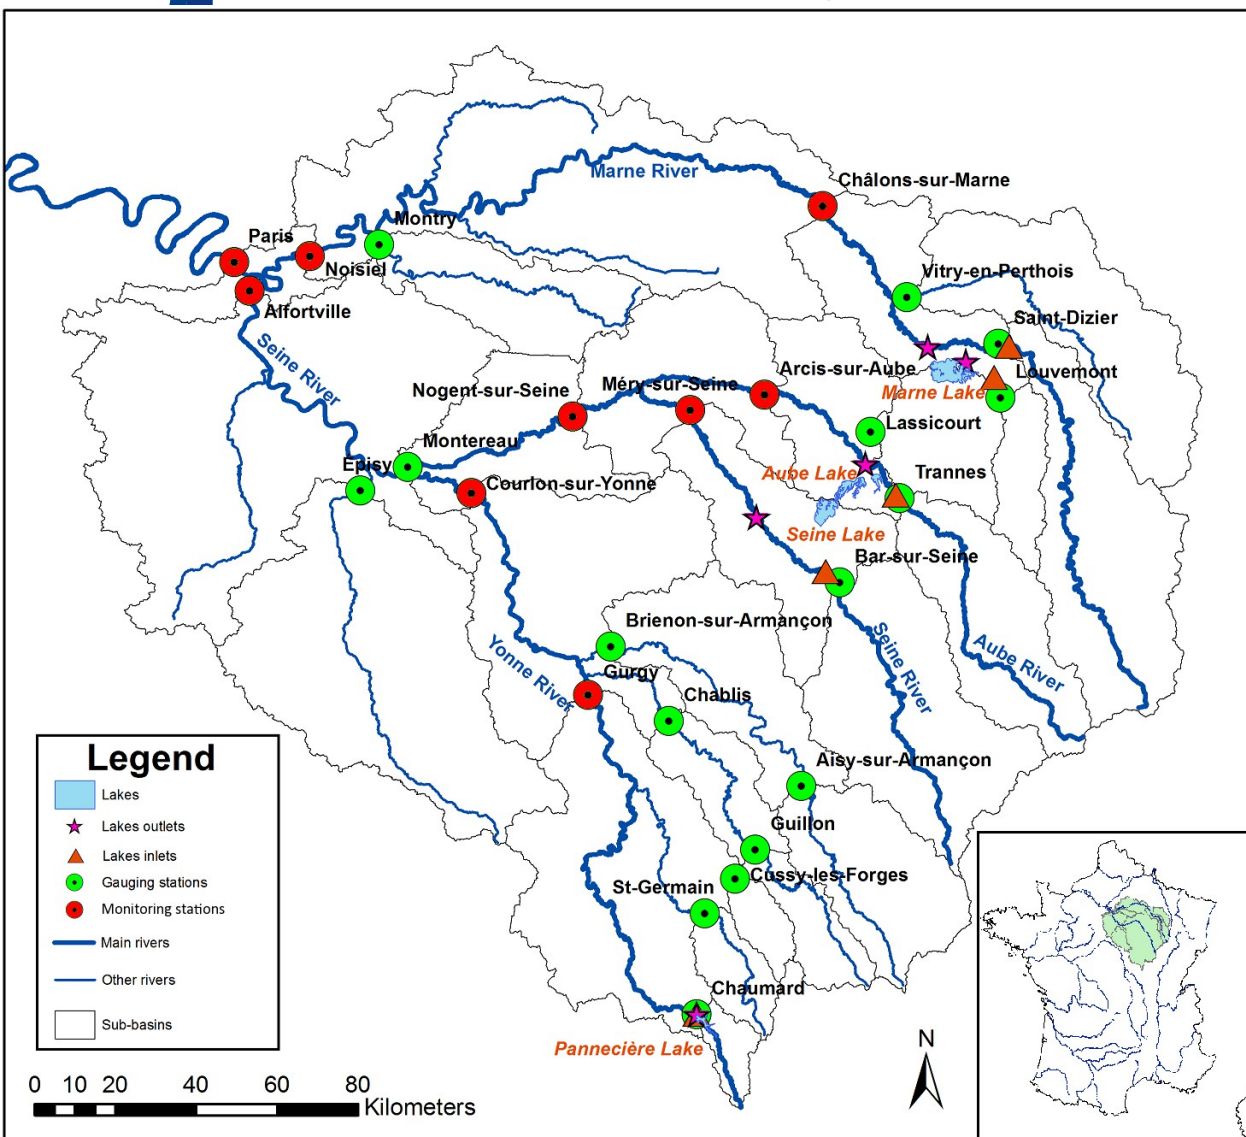 Châlons-sur-Marne
Marne River
Montry
Paris
Noisiel
Alfortville
Vitry-en-Perthois
Saint-Dizier
Seine River
Arcis-sur-Aube
Louvemont
Nogent-sur-Seine
Méry-sur-Seine
Marne Lake
Lassicourt
Montereau
Episy
Courlon-sur-Yonne
Aube Lake
Trannes
Seine Lake
Bar-sur-Seine
Brienon-sur-Armançon
Yonne River
Gurgy
Seine River
Aube River
Chablis
Aisy-sur-Armançon
Guillon
Cussy-les-Forges
St-Germain
Chaumard
Pannecière Lake
Legend
Lakes
Lakes outlets
Lakes inlets
Gauging stations
Monitoring stations
Main rivers
Other rivers
Sub-basins
N
0 10 20 40 60 80
Kilometers